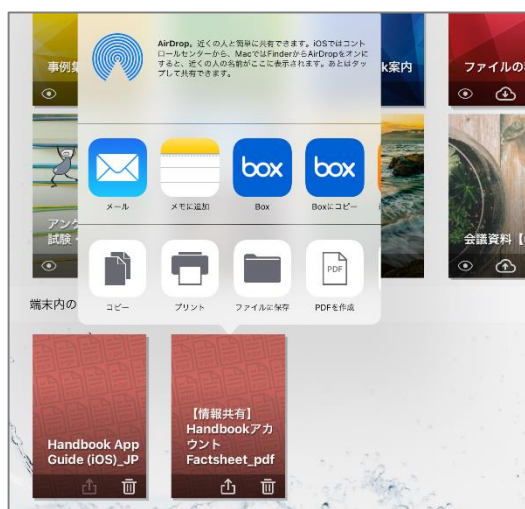 AirDrop。近くの人と簡単に共有できます。iOSではコント
ロールセンターから、MacではFinderからAirDropをオンに
すると、近くの人の名前がここに表示されます。あとはタッ
プして共有できます。
事例集
k案内
ファイルの
box
box
メール
メモに追加
Box
Boxにコピー
アンケ
試験・
会議資料【
PDF
コピー
プリント
ファイルに保存
PDFを作成
端末内の
Handbook App
Guide (iOS)_JP
【情報共有】
Handbookアカ
ウント
Factsheet_pdf